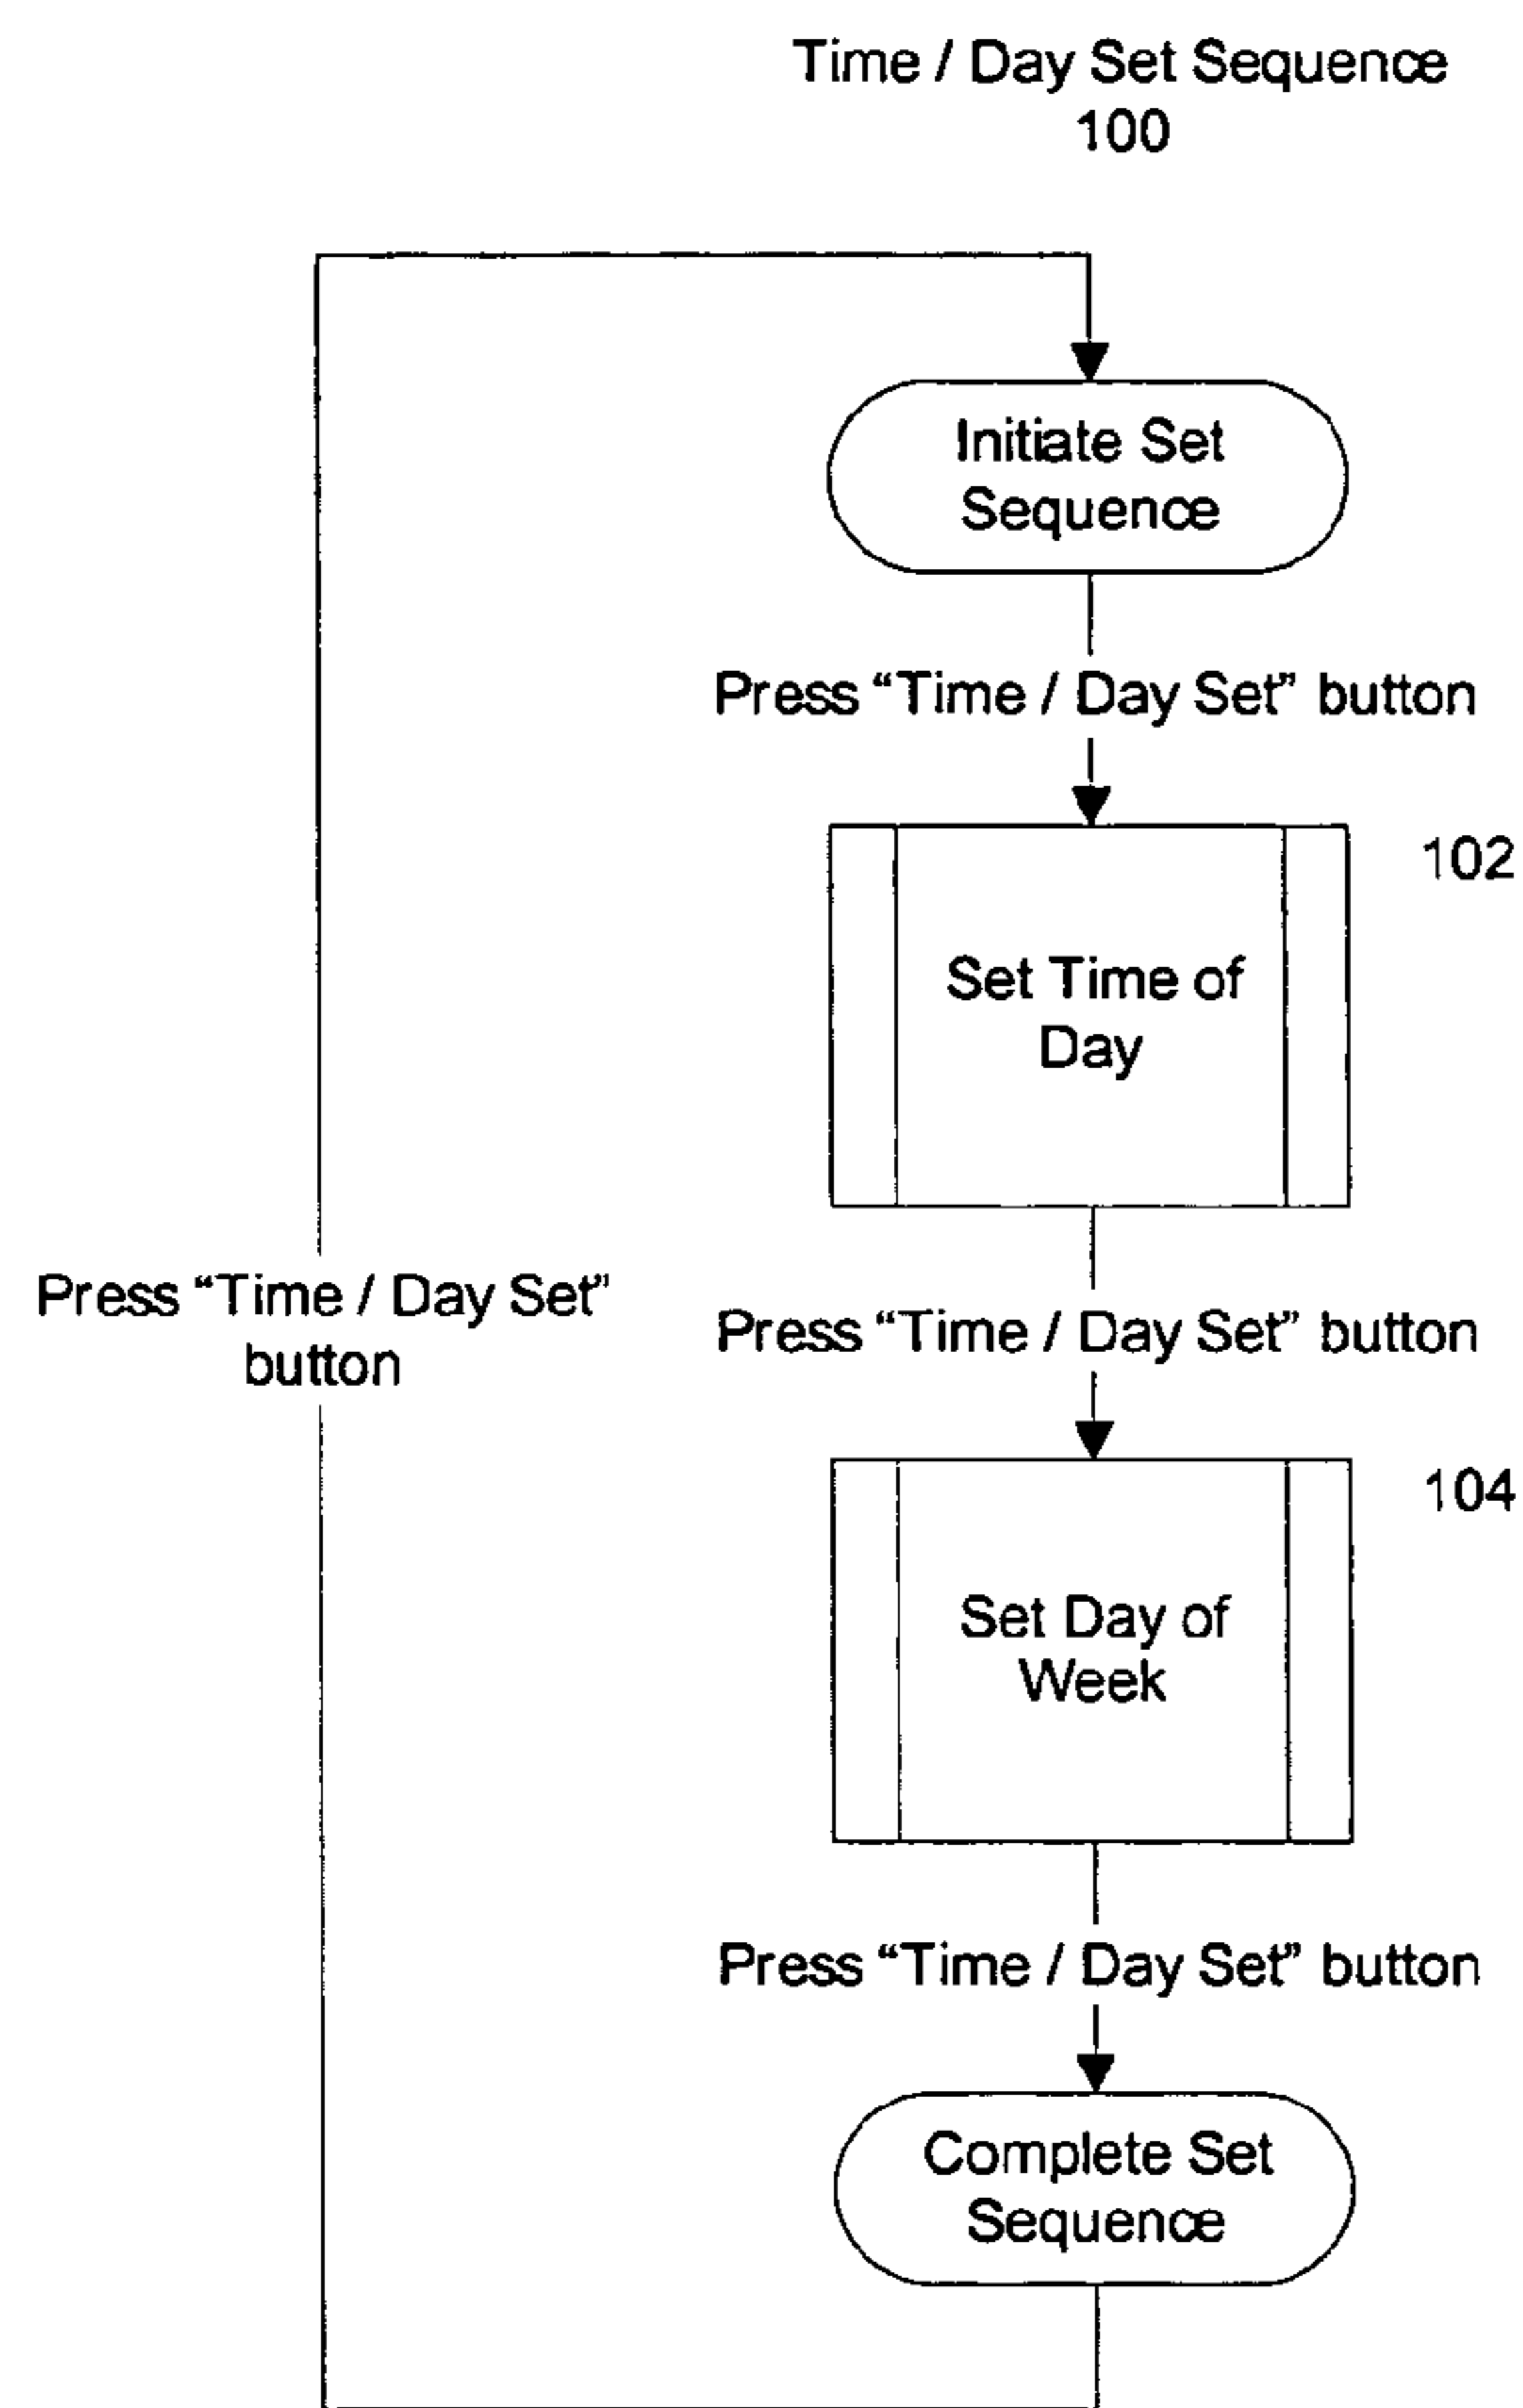 Time / Day Set Sequence
100
Initiate Set
Sequence
Press “Time / Day Set” button
102
Set Time of
Day
Press “Time / Day Set”
button
Press “Time / Day Set” button
104
Set Day of
Week
Press “Time / Day Set” button
Complete Set
Sequence